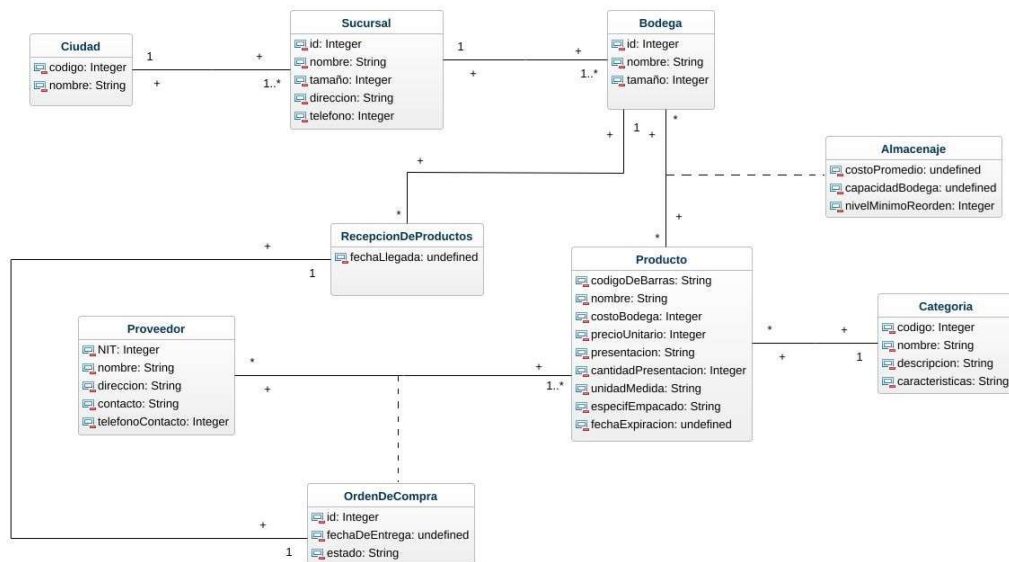 Ciudad
codigo: Integer
nombre: String
1
+
+
1..*
Sucursal
id: Integer
nombre: String
tamaño: Integer
direccion: String
telefono: Integer
1
+
+
1..*
Bodega
id: Integer
nombre: String
tamaño: Integer
+
1
+
*
Almacenaje
costoPromedio: undefined
capacidadBodega: undefined
nivelMinimoReorden: Integer
+
*
+
*
RecepcionDeProductos
fechaLlegada: undefined
+
1
Producto
codigoDeBarras: String
nombre: String
costoBodega: Integer
precioUnitario: Integer
presentacion: String
cantidadPresentacion: Integer
unidadMedida: String
especifEmpacado: String
fechaExpiracion: undefined
*
+
+
1
Categoria
codigo: Integer
nombre: String
descripcion: String
caracteristicas: String
Proveedor
NIT: Integer
nombre: String
direccion: String
contacto: String
telefonoContacto: Integer
*
+
+
1..*
OrdenDeCompra
id: Integer
fechaDeEntrega: undefined
estado: String
+
1